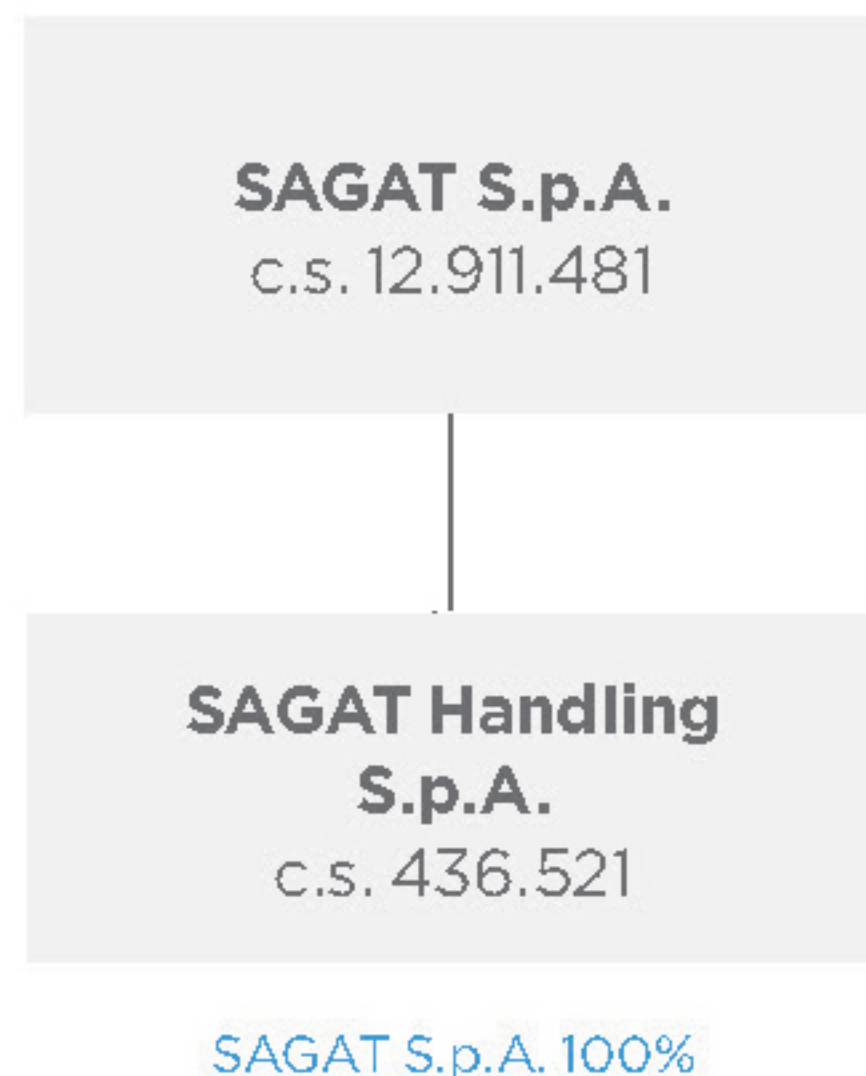 SAGAT S.p.A.
c.s. 12.911.481
SAGAT Handling
S.p.A.
c.s. 436.521
SAGAT S.p.A. 100%